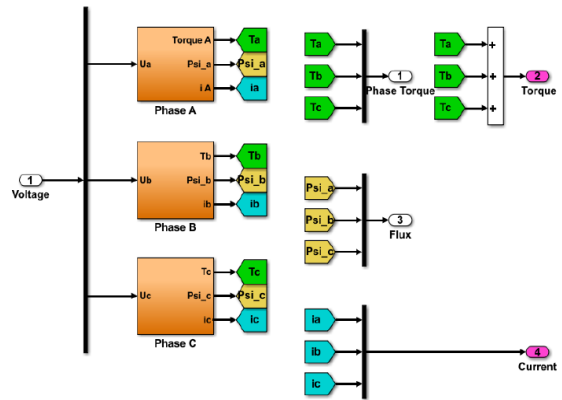 Torque A
Ta
Ua
Psi_a
Psi_a
i A
ia
Phase A
Tb
Tb
Ub
Psi_b
Psi_b
ib
ib
Phase B
Tc
Tc
Uc
Psi_c
Psi_c
ic
ic
Phase C
1
Voltage
Ta
Tb
Tc
1
Phase Torque
Ta
Tb
Tc
+
+
+
2
Torque
Psi_a
Psi_b
Psi_c
3
Flux
ia
ib
ic
4
Current